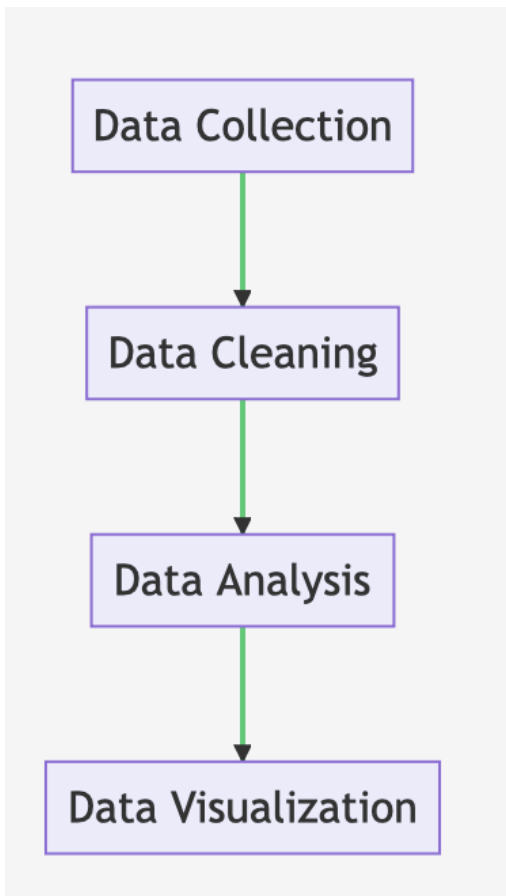 Data Collection
Data Cleaning
Data Analysis
Data Visualization